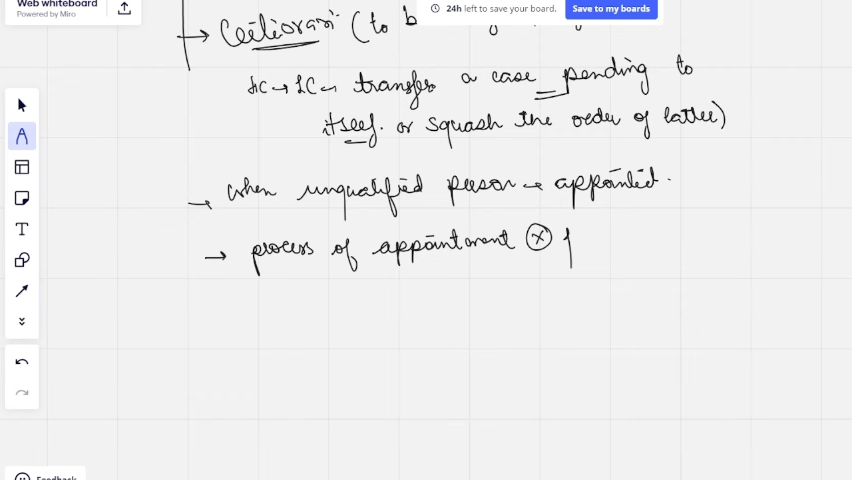 Web whiteboard
Powered by Miro
24h left to save your board.
Save to my boards
→ Certiorari (to b
HC → LC → transfer a case pending to
itself. or squash the order of latter)
→ when unqualified person → appointed.
→ process of appointment ⓧ f
T
Feedback